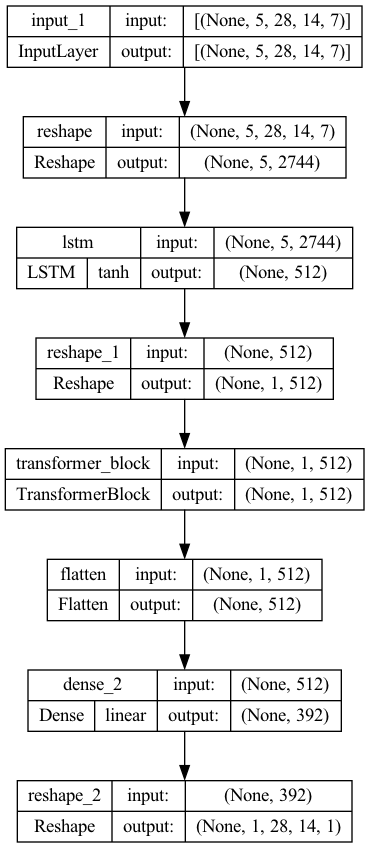 input_1 input: [(None, 5, 28, 14, 7)]
InputLayer output: [(None, 5, 28, 14, 7)]
reshape input: (None, 5, 28, 14, 7)
Reshape output: (None, 5, 2744)
lstm input: (None, 5, 2744)
LSTM tanh output: (None, 512)
reshape_1 input: (None, 512)
Reshape output: (None, 1, 512)
transformer_block input: (None, 1, 512)
TransformerBlock output: (None, 1, 512)
flatten input: (None, 1, 512)
Flatten output: (None, 512)
dense_2 input: (None, 512)
Dense linear output: (None, 392)
reshape_2 input: (None, 392)
Reshape output: (None, 1, 28, 14, 1)